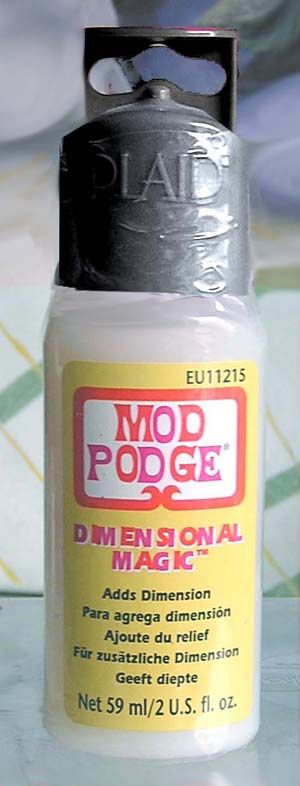 PLAID
EU11215
MOD
PODGE®
DIMENSIONAL
MAGIC™
Adds Dimension
Para agrega dimensión
Ajoute du relief
Für zusätzliche Dimension
Geeft diepte
Net 59 ml/2 U.S. fl. oz.